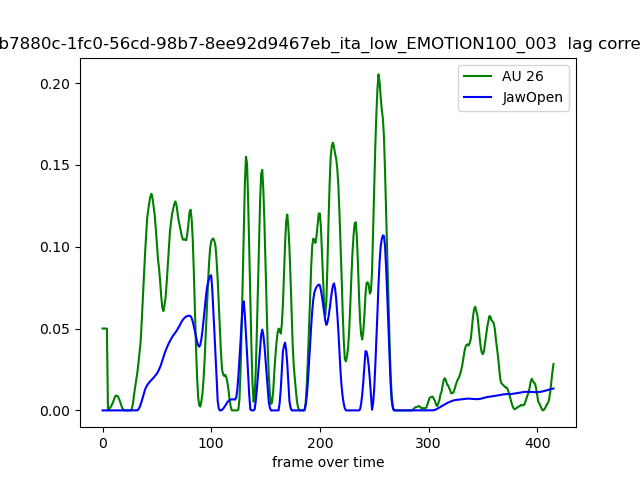 b7880c-1fc0-56cd-98b7-8ee92d9467eb_ita_low_EMOTION100_003 lag corre
AU 26
JawOpen
0.20
0.15
0.10
0.05
0.00
0 100 200 300 400
frame over time